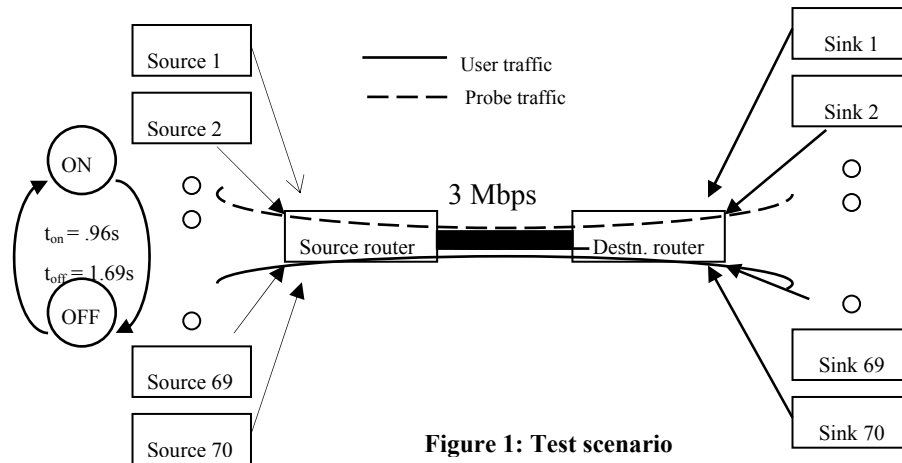 Source 1
Sink 1
User traffic
Probe traffic
Source 2
Sink 2
ON
3 Mbps
t_on = .96s
Source router
Destn. router
t_off = 1.69s
OFF
Source 69
Sink 69
Source 70
Sink 70
Figure 1: Test scenario